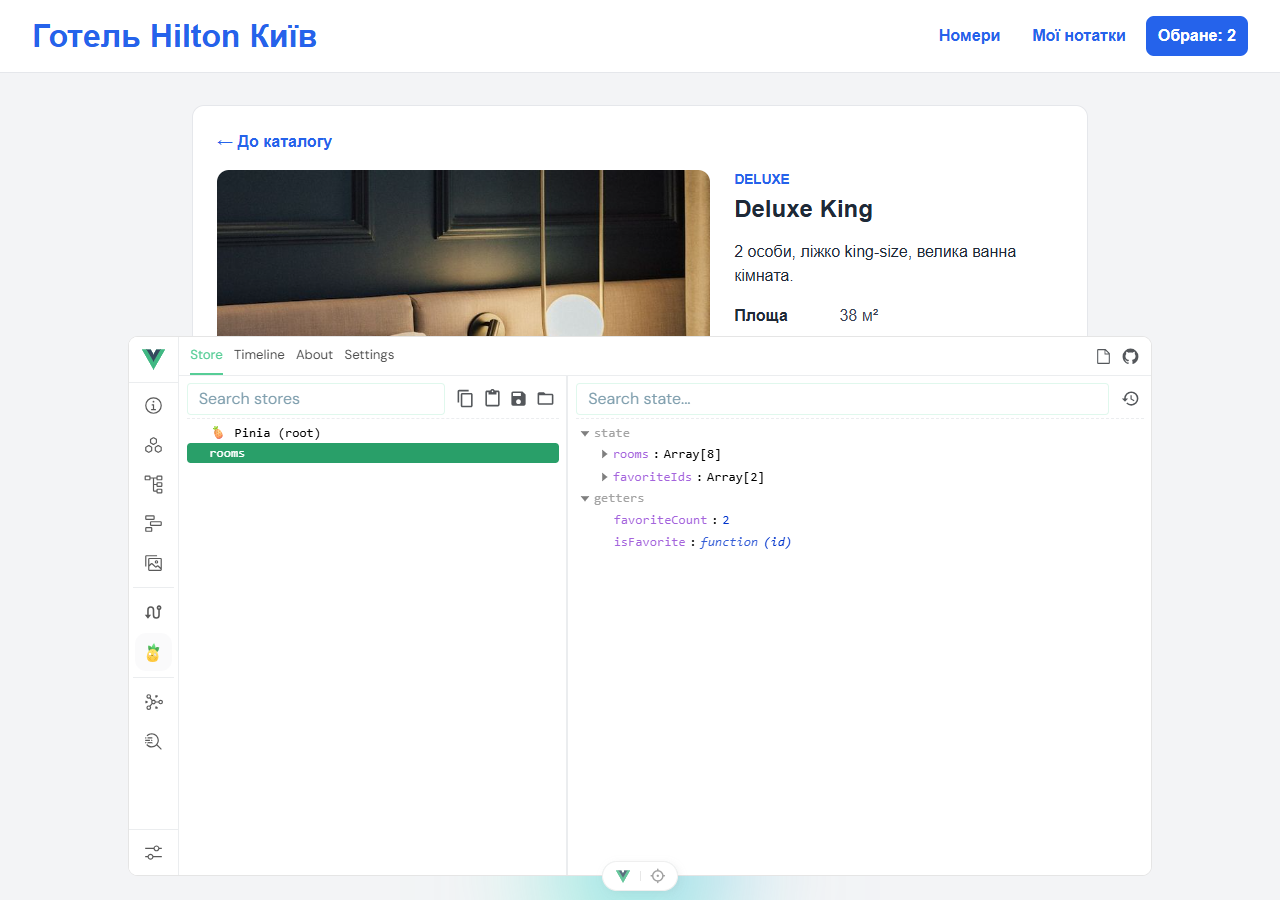 Готель Hilton Київ
Номери
Мої нотатки
Обране: 2
← До каталогу
DELUXE
Deluxe King
2 особи, ліжко king-size, велика ванна
кімната.
Площа 38 м²
Store Timeline About Settings
Search stores
Search state...
Pinia (root)
rooms
state
rooms : Array[8]
favoriteIds : Array[2]
getters
favoriteCount : 2
isFavorite : function (id)